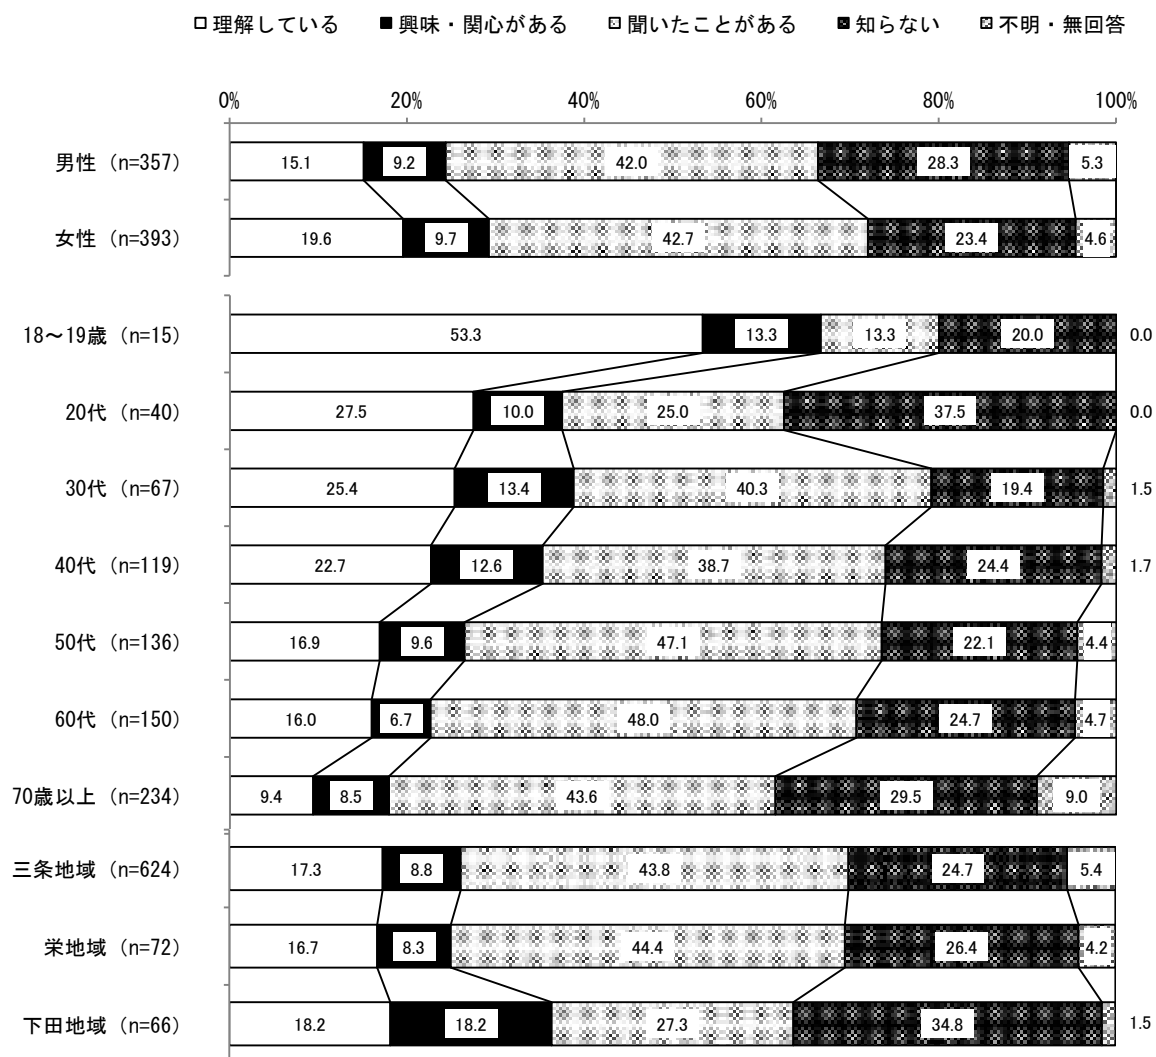 理解している 興味・関心がある 聞いたことがある 知らない 不明・無回答
0% 20% 40% 60% 80% 100%
男性（n=357） 15.1 9.2 42.0 28.3 5.3
女性（n=393） 19.6 9.7 42.7 23.4 4.6
18～19歳（n=15） 53.3 13.3 13.3 20.0 0.0
20代（n=40） 27.5 10.0 25.0 37.5 0.0
30代（n=67） 25.4 13.4 40.3 19.4 1.5
40代（n=119） 22.7 12.6 38.7 24.4 1.7
50代（n=136） 16.9 9.6 47.1 22.1 4.4
60代（n=150） 16.0 6.7 48.0 24.7 4.7
70歳以上（n=234） 9.4 8.5 43.6 29.5 9.0
三条地域（n=624） 17.3 8.8 43.8 24.7 5.4
栄地域（n=72） 16.7 8.3 44.4 26.4 4.2
下田地域（n=66） 18.2 18.2 27.3 34.8 1.5